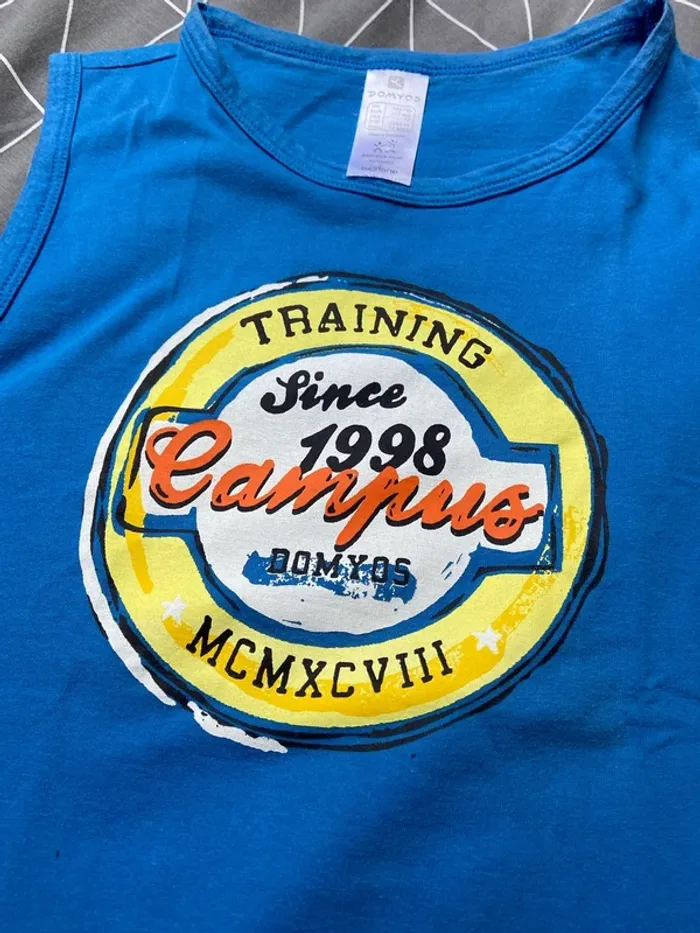 DOMYOS
TRAINING
Since
1998
Campus
DOMYOS
MCMXCVIII